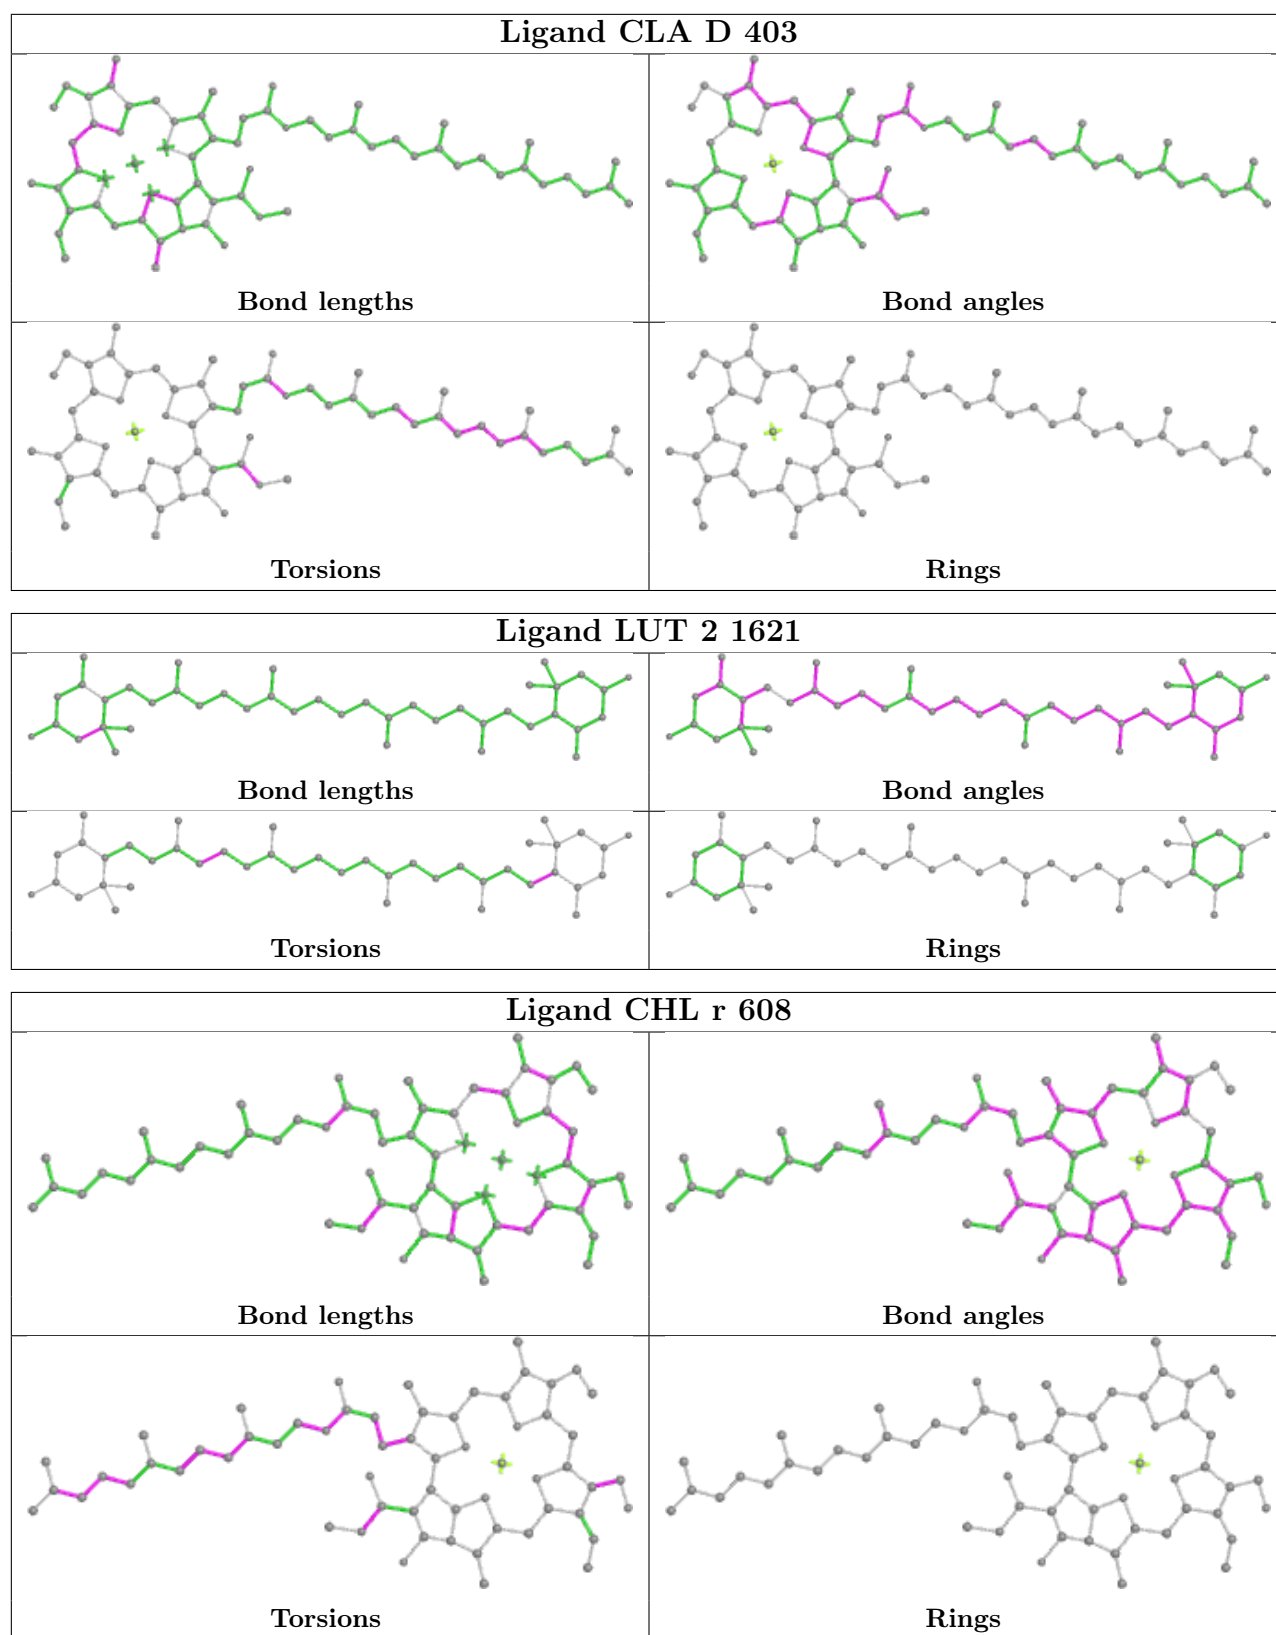 Ligand CLA D 403
Bond lengths
Bond angles
Torsions
Rings
Ligand LUT 2 1621
Bond lengths
Bond angles
Torsions
Rings
Ligand CHL r 608
Bond lengths
Bond angles
Torsions
Rings